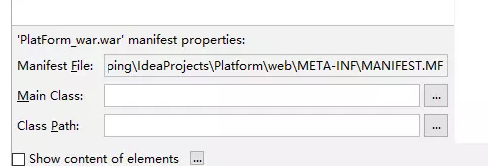 'PlatForm_war.war' manifest properties:
Manifest File: ping\IdeaProjects\Platform\web\META-INF\MANIFEST.MF
Main Class: ...
Class Path: ...
Show content of elements ...